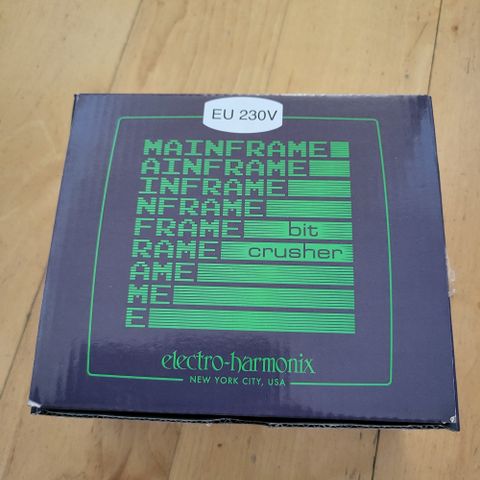 EU 230V
MAINFRAME
AINFRAME
INFRAME
NFRAME
FRAME bit
RAME crusher
AME
ME
E
electro-harmonix
NEW YORK CITY, USA